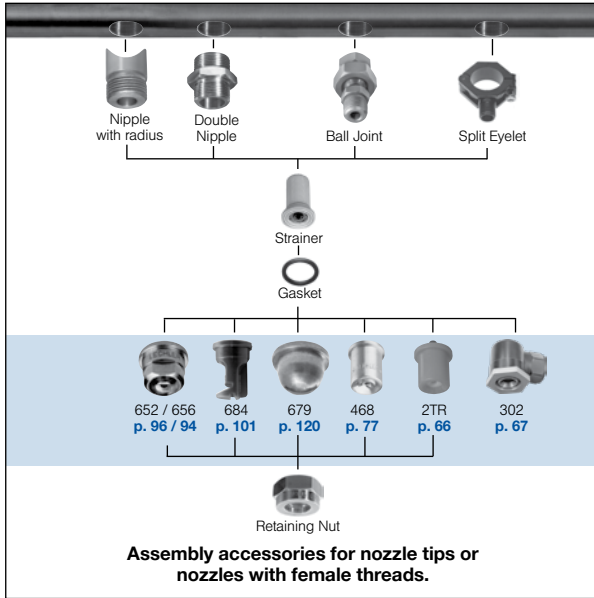 Nipple
with radius
Double
Nipple
Ball Joint
Split Eyelet
Strainer
Gasket
652 / 656
p. 96 / 94
684
p. 101
679
p. 120
468
p. 77
2TR
p. 66
302
p. 67
Retaining Nut
Assembly accessories for nozzle tips or
nozzles with female threads.